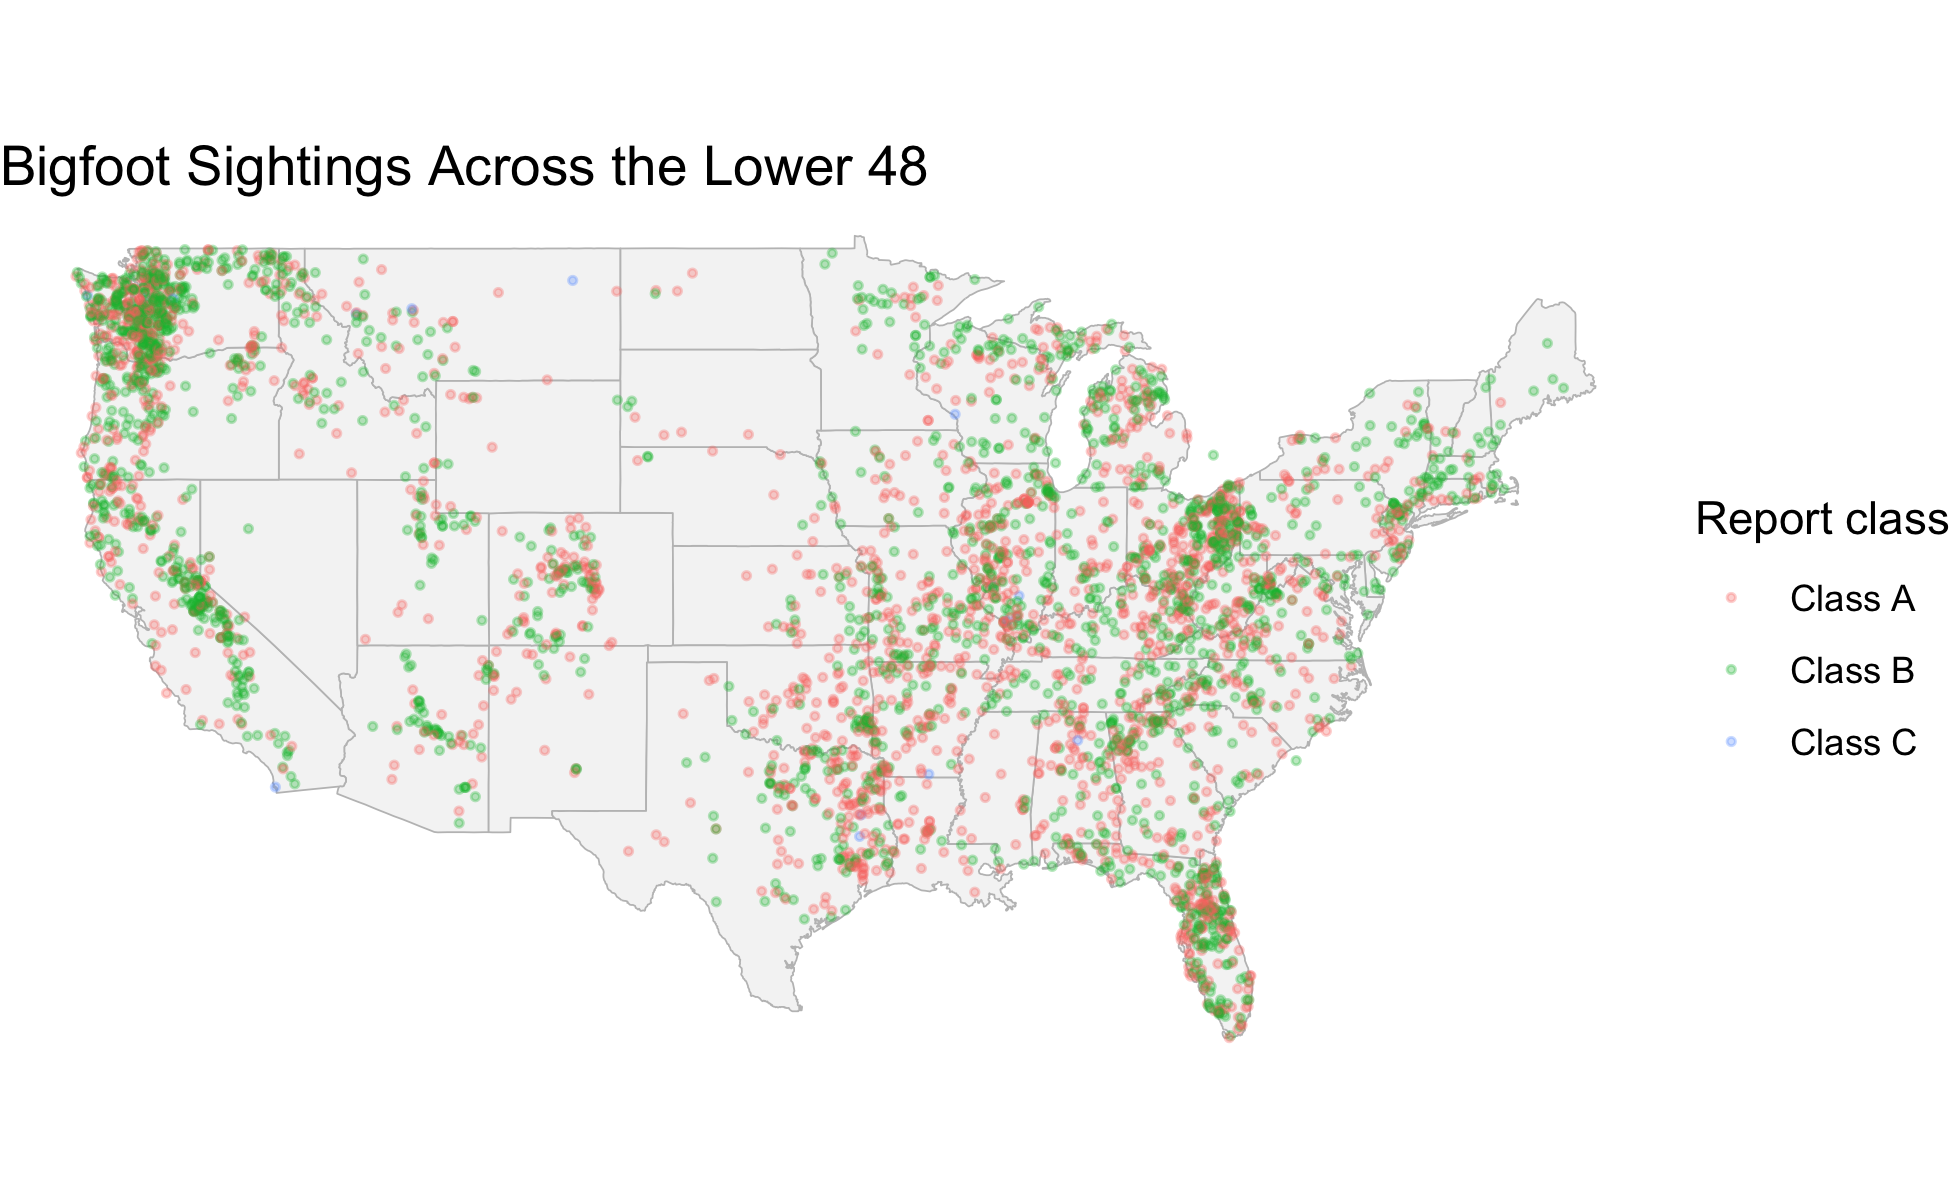 Bigfoot Sightings Across the Lower 48
Report class
Class A
Class B
Class C